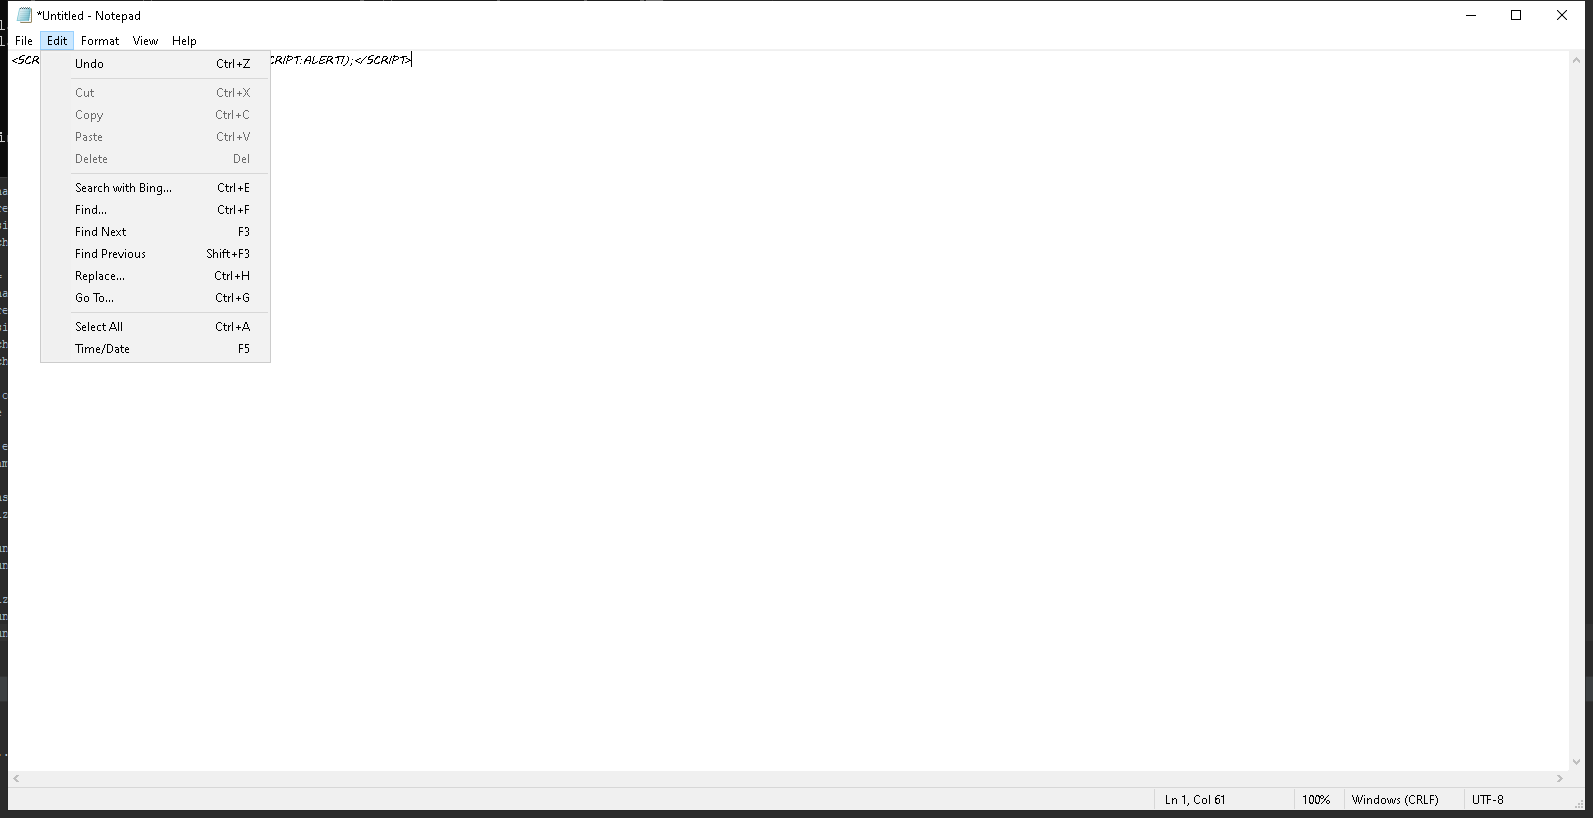 *Untitled - Notepad
File Edit Format View Help
<SCR CRIPT:ALERT1);</SCRIPT>
Undo Ctrl+Z
Cut Ctrl+X
Copy Ctrl+C
Paste Ctrl+V
Delete Del
Search with Bing... Ctrl+E
Find... Ctrl+F
Find Next F3
Find Previous Shift+F3
Replace... Ctrl+H
Go To... Ctrl+G
Select All Ctrl+A
Time/Date F5
Ln 1, Col 61 100% Windows (CRLF) UTF-8